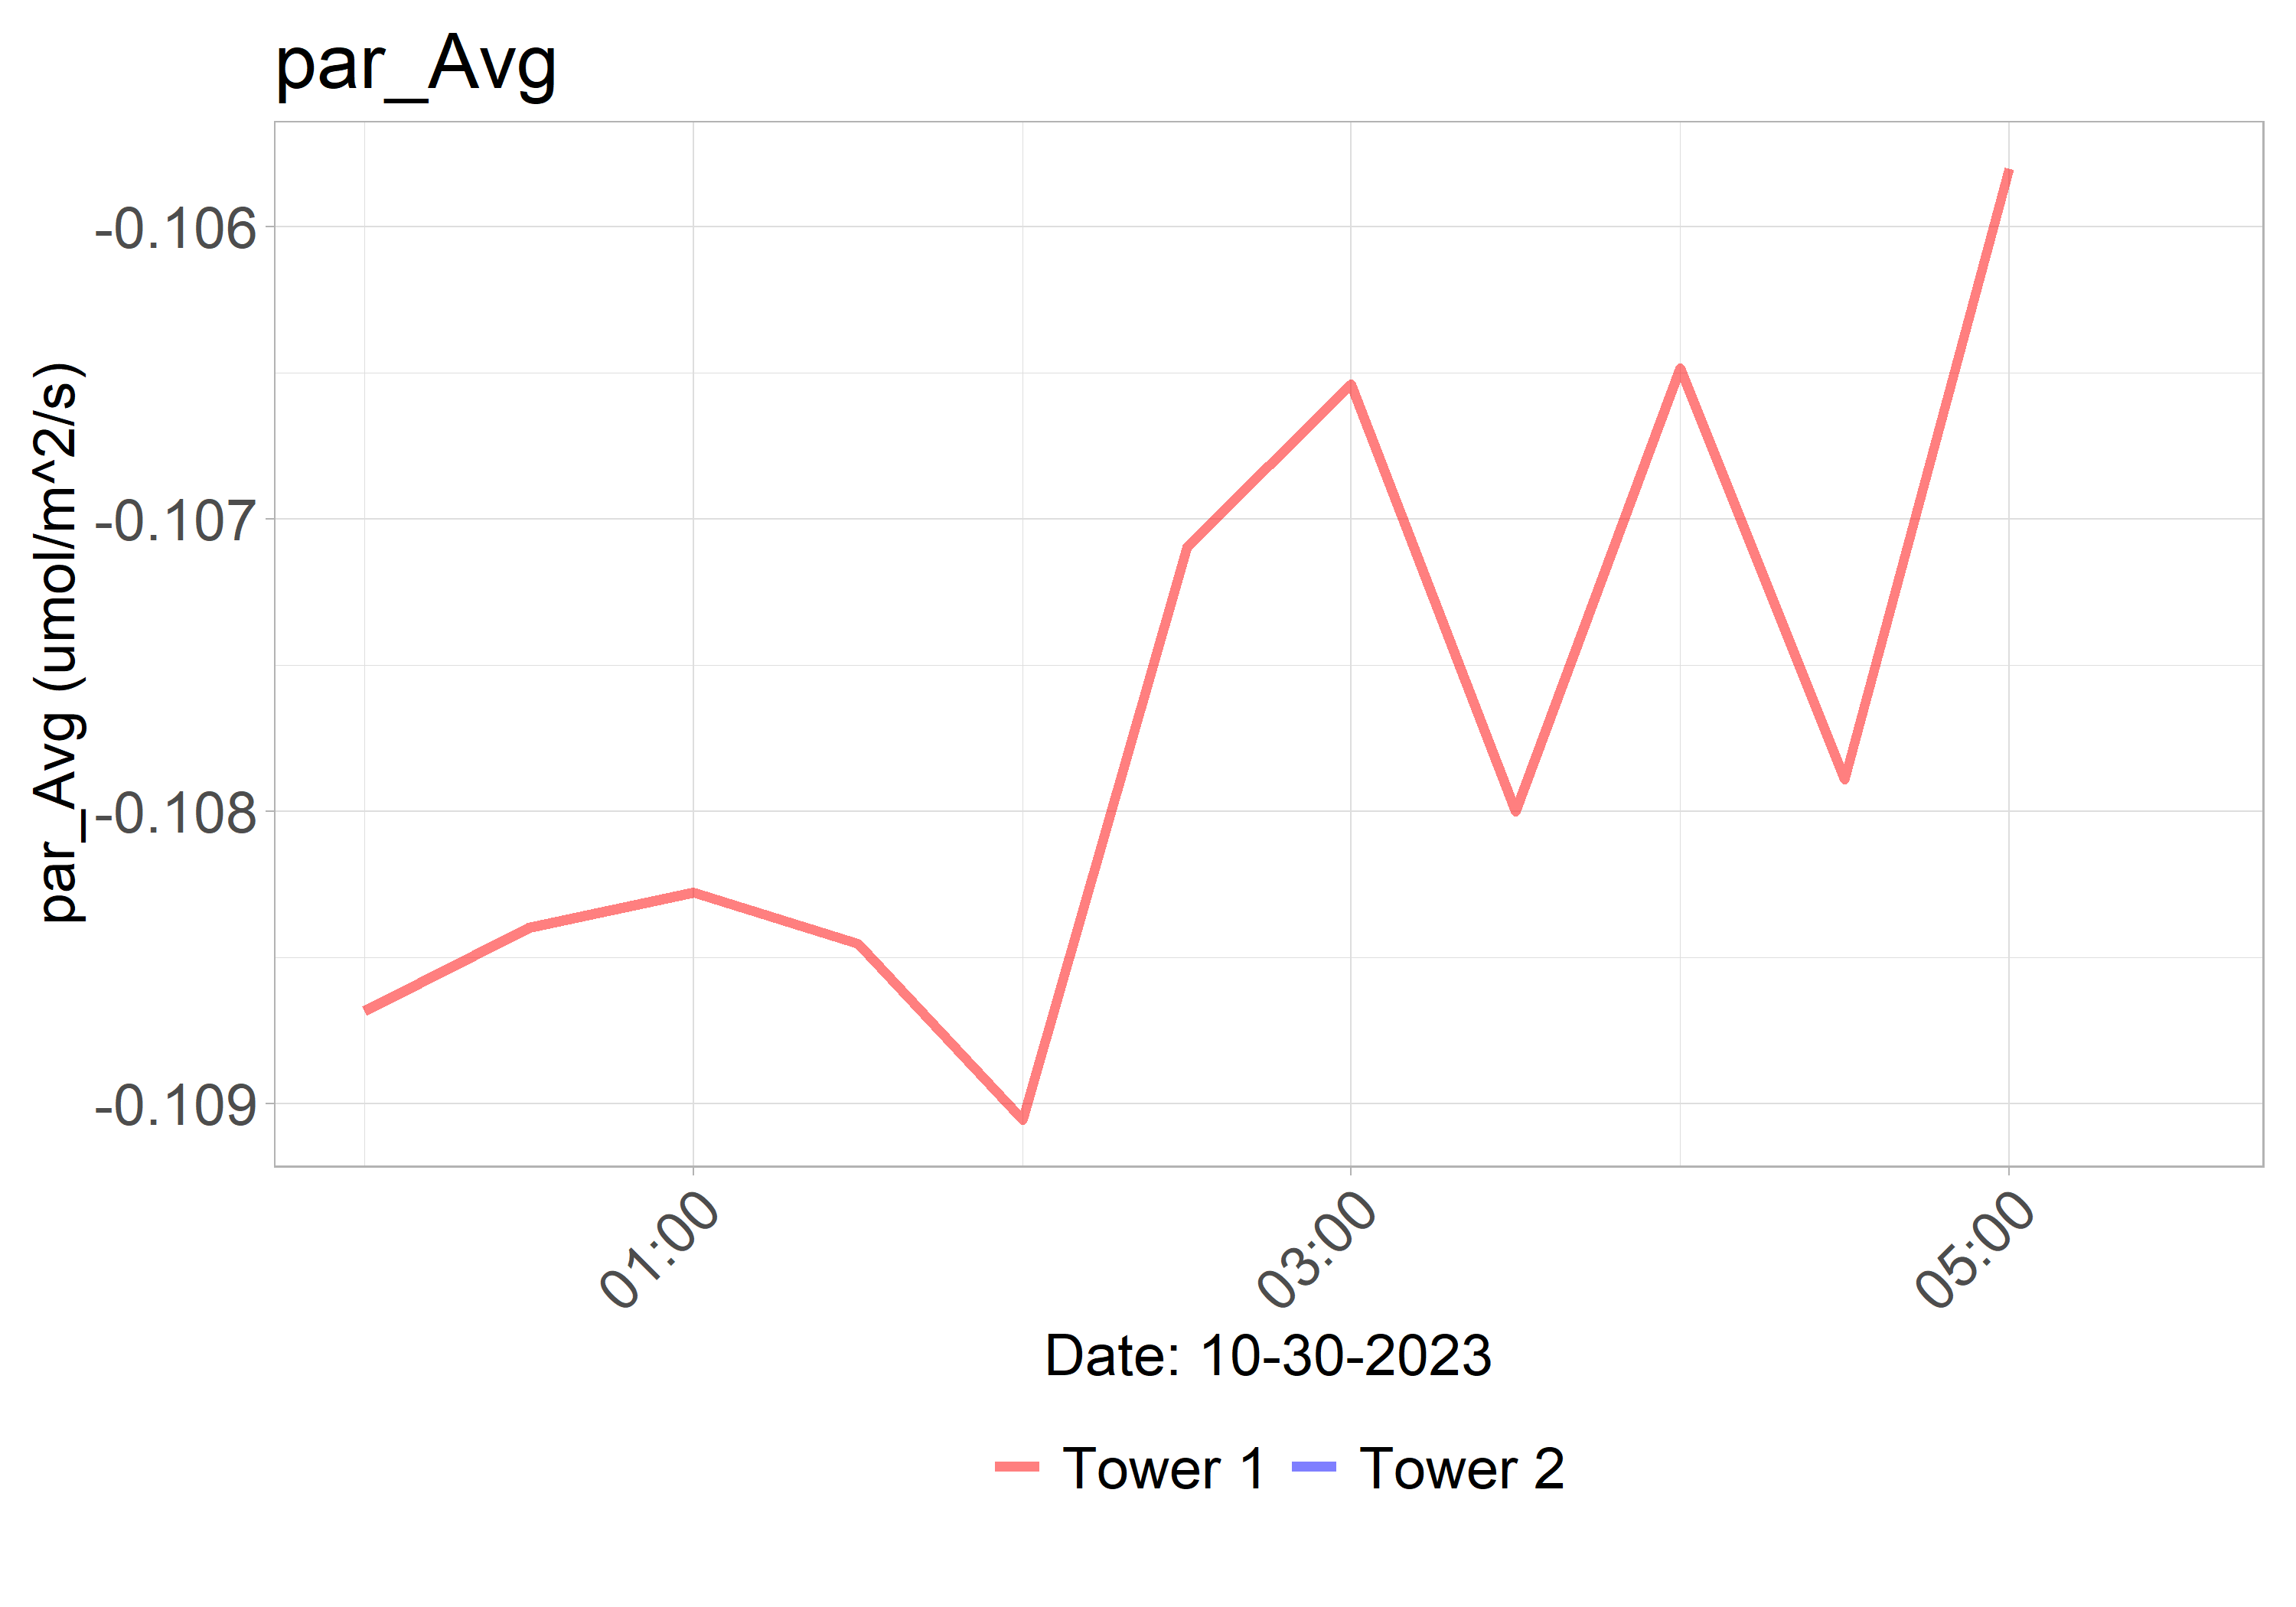 par_Avg
par_Avg (umol/m^2/s)
-0.106
-0.107
-0.108
-0.109
01:00
03:00
05:00
Date: 10-30-2023
Tower 1
Tower 2